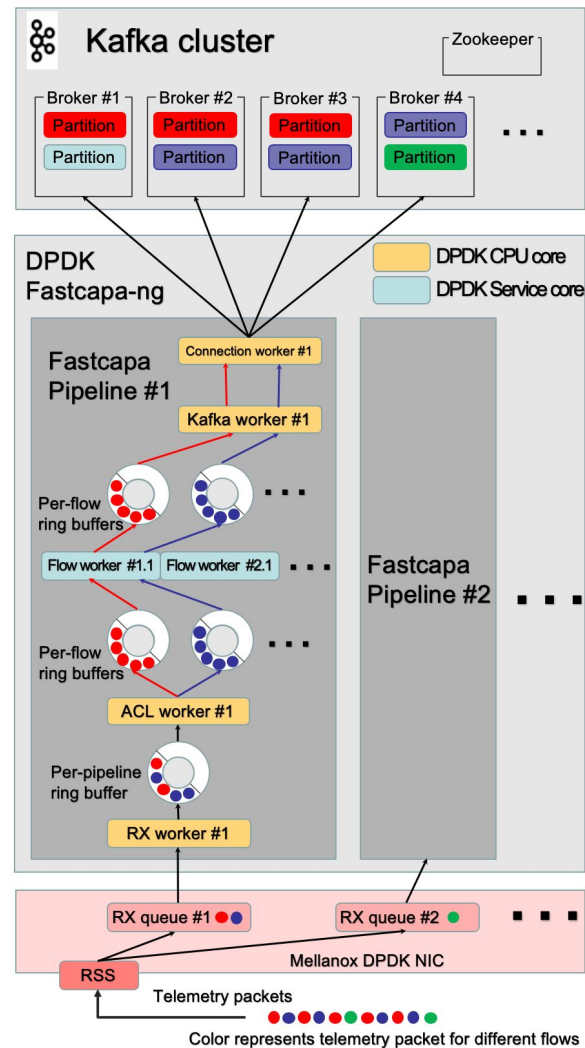 Kafka cluster
Zookeeper
Broker #1
Broker #2
Broker #3
Broker #4
Partition
Partition
Partition
Partition
Partition
Partition
Partition
Partition
DPDK
Fastcapa-ng
DPDK CPU core
DPDK Service core
Fastcapa
Pipeline #1
Connection worker #1
Kafka worker #1
Per-flow
ring buffers
Flow worker #1.1
Flow worker #2.1
Per-flow
ring buffers
ACL worker #1
Per-pipeline
ring buffer
RX worker #1
Fastcapa
Pipeline #2
RX queue #1
RX queue #2
Mellanox DPDK NIC
RSS
Telemetry packets
Color represents telemetry packet for different flows